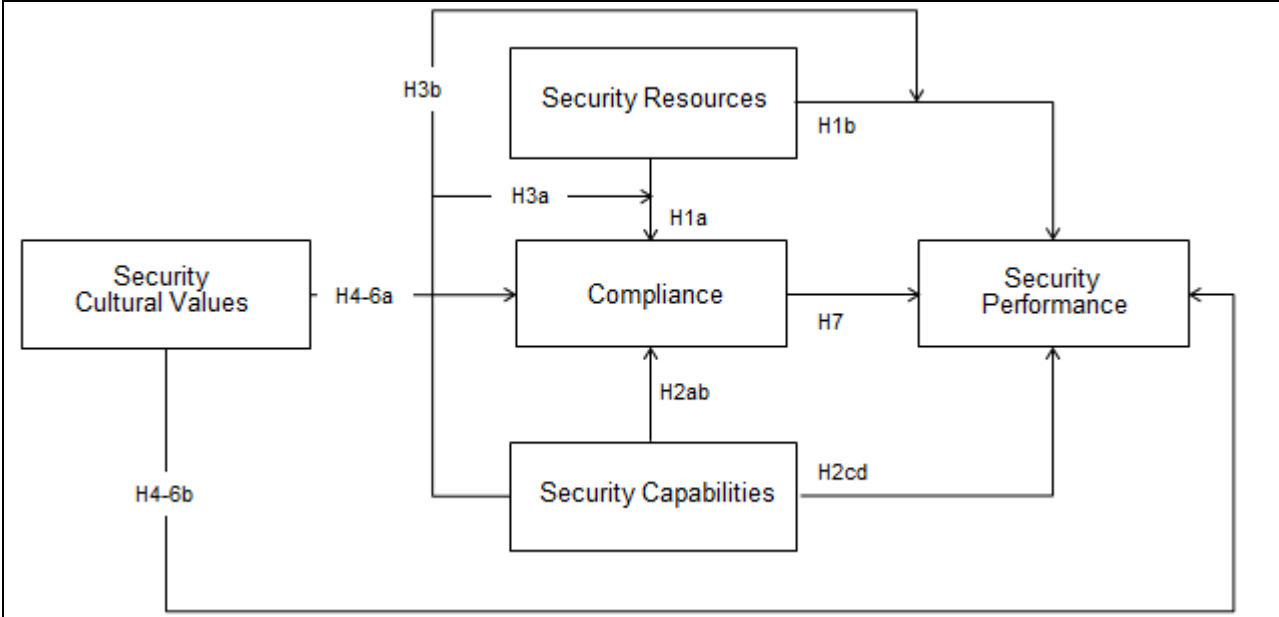 H3b
Security Resources
H1b
H3a
H1a
Security
Cultural Values
H4-6a
Compliance
H7
Security
Performance
H2ab
H4-6b
Security Capabilities
H2cd